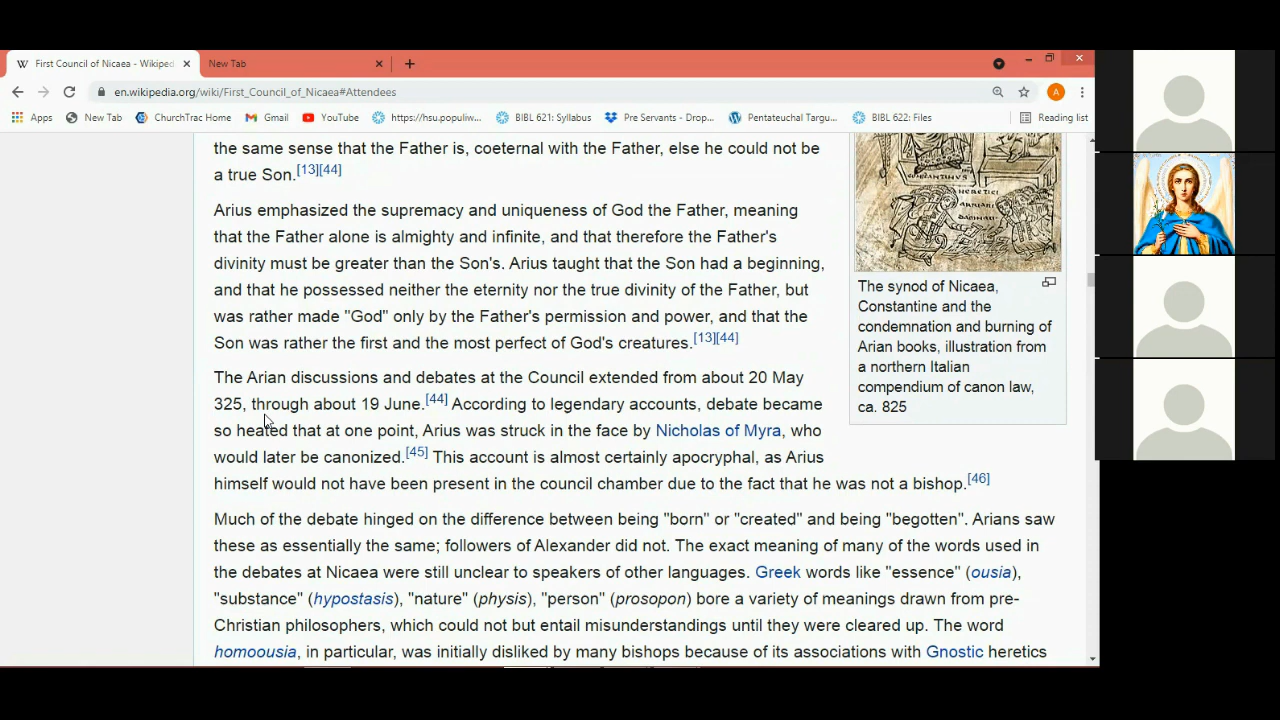 First Council of Nicaea - Wikiped
New Tab
en.wikipedia.org/wiki/First_Council_of_Nicaea#Attendees
A
Apps
New Tab
ChurchTrac Home
Gmail
YouTube
https://hsu.populiw...
BIBL 621: Syllabus
Pre Servants - Drop...
Pentateuchal Targu...
BIBL 622: Files
Reading list
the same sense that the Father is, coeternal with the Father, else he could not be
a true Son.[13][44]
Arius emphasized the supremacy and uniqueness of God the Father, meaning
that the Father alone is almighty and infinite, and that therefore the Father's
divinity must be greater than the Son's. Arius taught that the Son had a beginning,
and that he possessed neither the eternity nor the true divinity of the Father, but
was rather made "God" only by the Father's permission and power, and that the
Son was rather the first and the most perfect of God's creatures.[13][44]
The Arian discussions and debates at the Council extended from about 20 May
325, through about 19 June.[44] According to legendary accounts, debate became
so heated that at one point, Arius was struck in the face by Nicholas of Myra, who
would later be canonized.[45] This account is almost certainly apocryphal, as Arius
himself would not have been present in the council chamber due to the fact that he was not a bishop.[46]
Much of the debate hinged on the difference between being "born" or "created" and being "begotten". Arians saw
these as essentially the same; followers of Alexander did not. The exact meaning of many of the words used in
the debates at Nicaea were still unclear to speakers of other languages. Greek words like "essence" (ousia),
"substance" (hypostasis), "nature" (physis), "person" (prosopon) bore a variety of meanings drawn from pre-
Christian philosophers, which could not but entail misunderstandings until they were cleared up. The word
homoousia, in particular, was initially disliked by many bishops because of its associations with Gnostic heretics
HERETICI
ARRIANI
The synod of Nicaea,
Constantine and the
condemnation and burning of
Arian books, illustration from
a northern Italian
compendium of canon law,
ca. 825